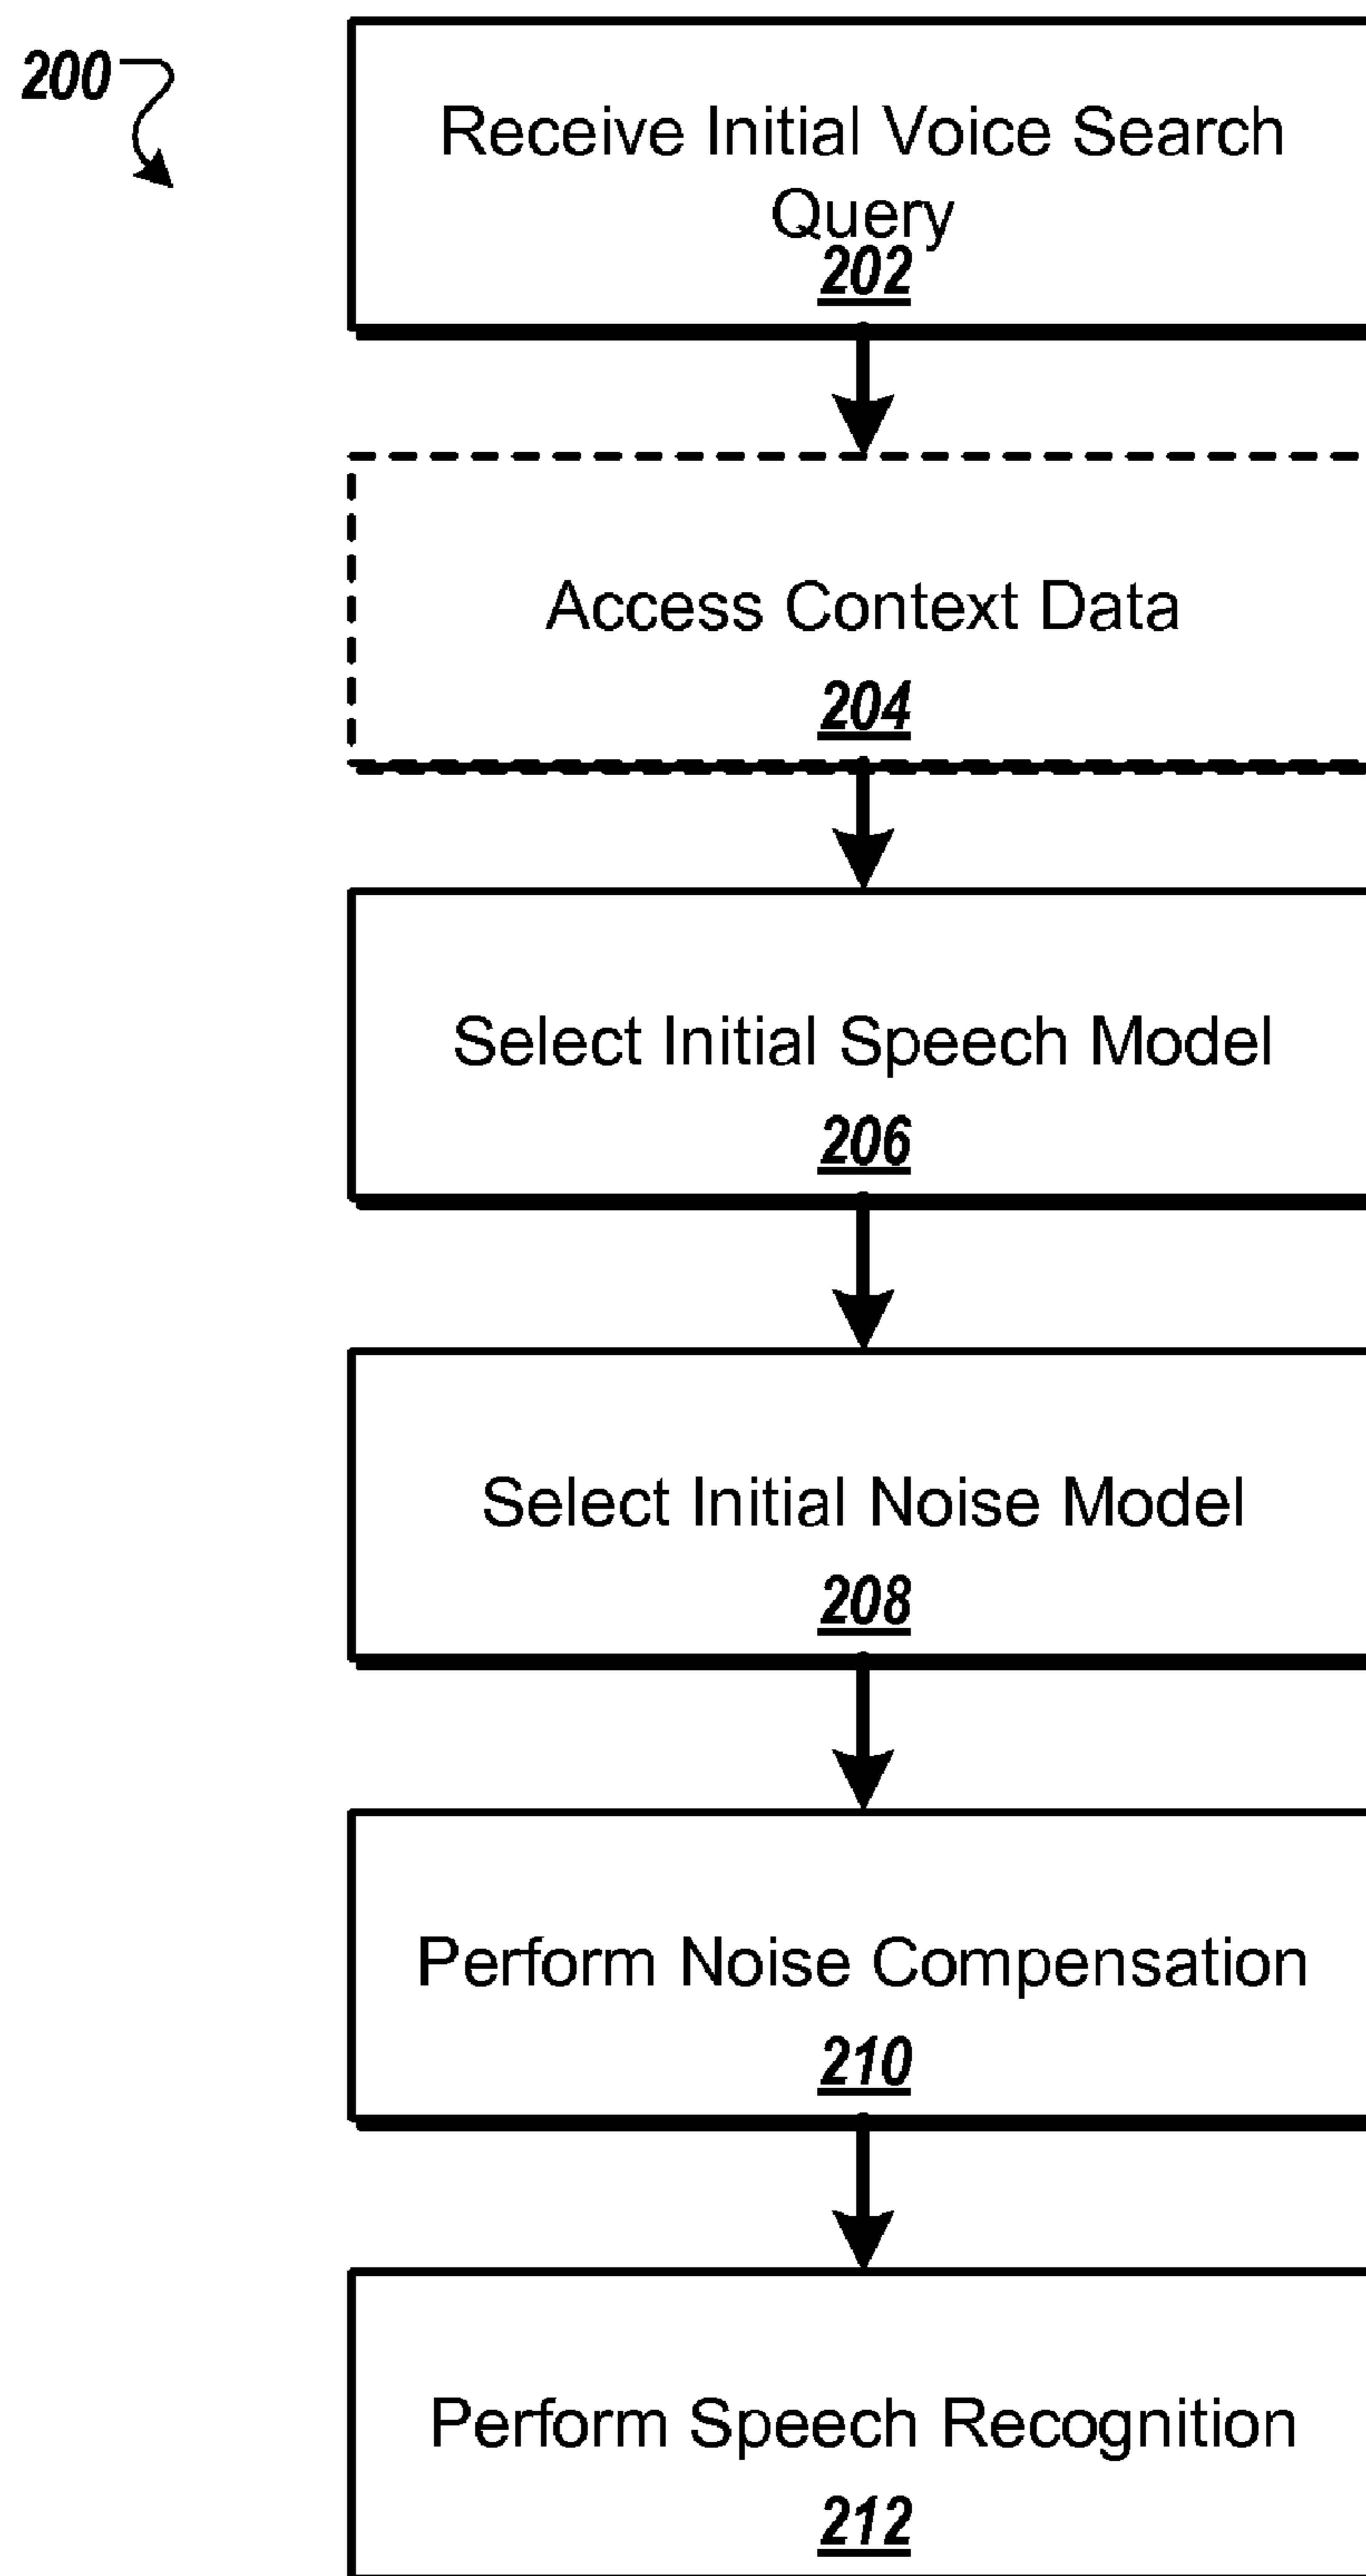 200
Receive Initial Voice Search
Query
202
Access Context Data
204
Select Initial Speech Model
206
Select Initial Noise Model
208
Perform Noise Compensation
210
Perform Speech Recognition
212